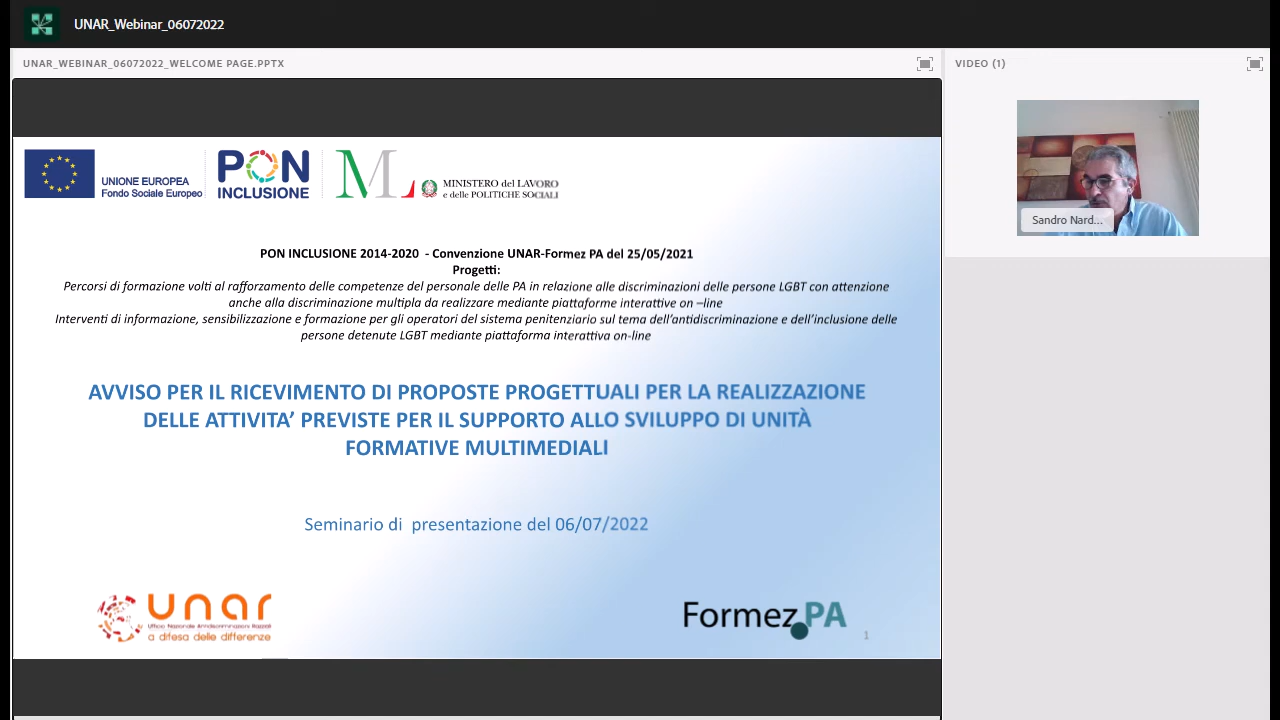 UNAR_Webinar_06072022
UNAR_WEBINAR_06072022_WELCOME PAGE.PPTX
VIDEO (1)
UNIONE EUROPEA
Fondo Sociale Europeo
PON
INCLUSIONE
ML
MINISTERO del LAVORO
e delle POLITICHE SOCIALI
Sandro Nard...
PON INCLUSIONE 2014-2020 - Convenzione UNAR-Formez PA del 25/05/2021
Progetti:
Percorsi di formazione volti al rafforzamento delle competenze del personale delle PA in relazione alle discriminazioni delle persone LGBT con attenzione
anche alla discriminazione multipla da realizzare mediante piattaforme interattive on –line
Interventi di informazione, sensibilizzazione e formazione per gli operatori del sistema penitenziario sul tema dell'antidiscriminazione e dell'inclusione delle
persone detenute LGBT mediante piattaforma interattiva on-line
AVVISO PER IL RICEVIMENTO DI PROPOSTE PROGETTUALI PER LA REALIZZAZIONE
DELLE ATTIVITA' PREVISTE PER IL SUPPORTO ALLO SVILUPPO DI UNITÀ
FORMATIVE MULTIMEDIALI
Seminario di presentazione del 06/07/2022
unar
Ufficio Nazionale Antidiscriminazioni Razziali
a difesa delle differenze
Formez PA
1